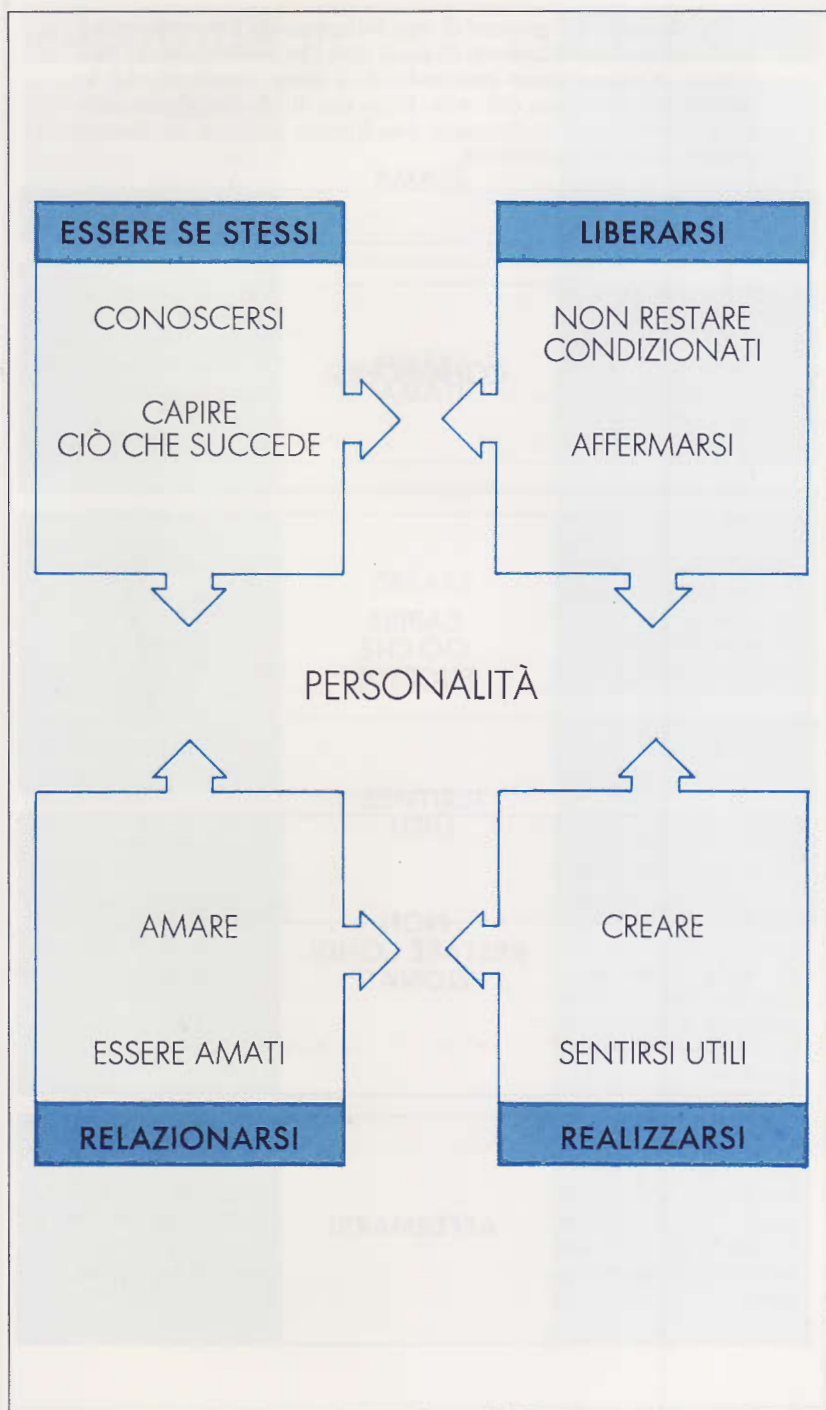 ESSERE SE STESSI
CONOSCERSI
CAPIRE
CIÒ CHE SUCCEDE
LIBERARSI
NON RESTARE
CONDIZIONATI
AFFERMARSI
PERSONALITÀ
AMARE
ESSERE AMATI
RELAZIONARSI
CREARE
SENTIRSI UTILI
REALIZZARSI